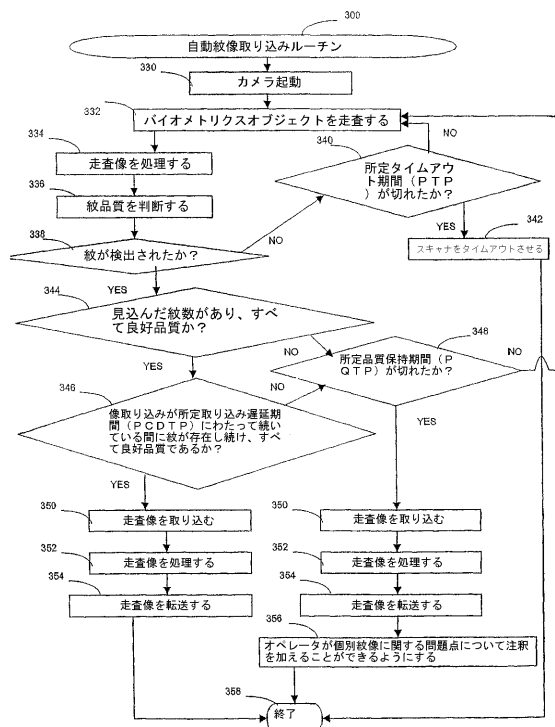 300
自動紋像取り込みルーチン
330
カメラ起動
332
バイオメトリクスオブジェクトを走査する
NO
334
走査像を処理する
340
所定タイムアウ
ト期間(PTP
)が切れたか?
336
紋品質を判断する
YES
342
スキャナをタイムアウトさせる
338
紋が検出されたか?
NO
YES
344
見込んだ紋数があり、すべ
て良好品質か?
348
NO
所定品質保持期間(P
QTP)が切れたか?
NO
YES
346
NO
像取り込みが所定取り込み遅延期
間(PCDTP)にわたって続い
ている間に紋が存在し続け、すべ
て良好品質であるか?
YES
YES
350
走査像を取り込む
350
走査像を取り込む
352
走査像を処理する
352
走査像を処理する
354
走査像を転送する
354
走査像を転送する
356
オペレータが個別紋像に関する問題点について注釈
を加えることができるようにする
358
終了